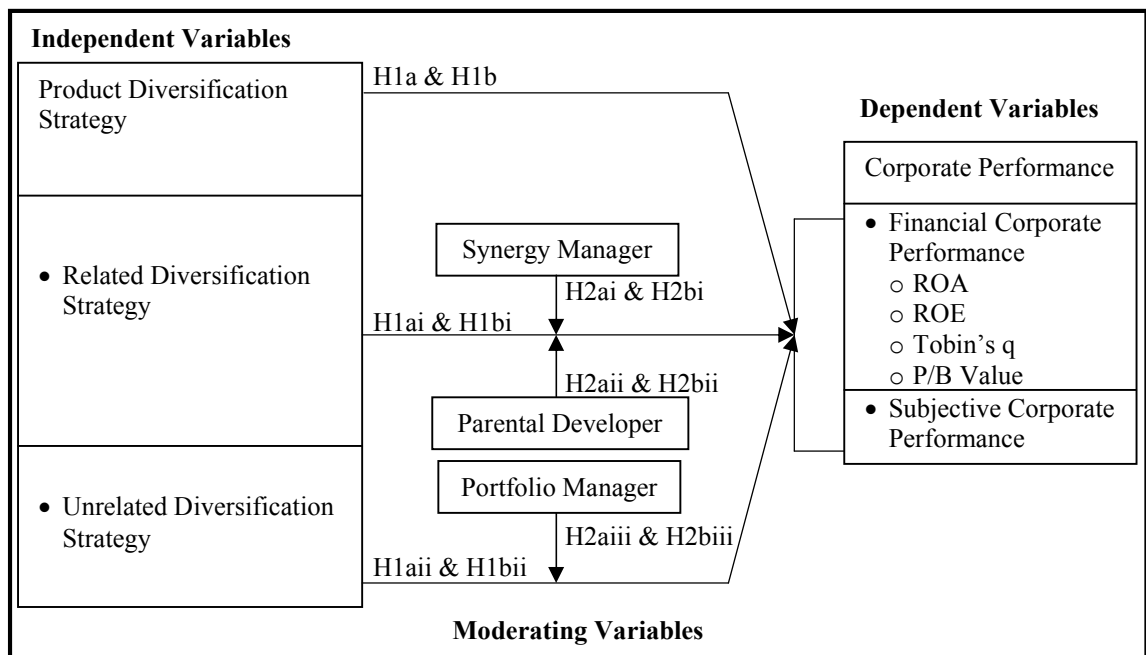 Independent Variables
Product Diversification
Strategy
• Related Diversification
Strategy
• Unrelated Diversification
Strategy
H1a & H1b
Synergy Manager
H2ai & H2bi
H1ai & H1bi
H2aii & H2bii
Parental Developer
Portfolio Manager
H2aiii & H2biii
H1aii & H1bii
Moderating Variables
Dependent Variables
Corporate Performance
• Financial Corporate
Performance
o ROA
o ROE
o Tobin’s q
o P/B Value
• Subjective Corporate
Performance